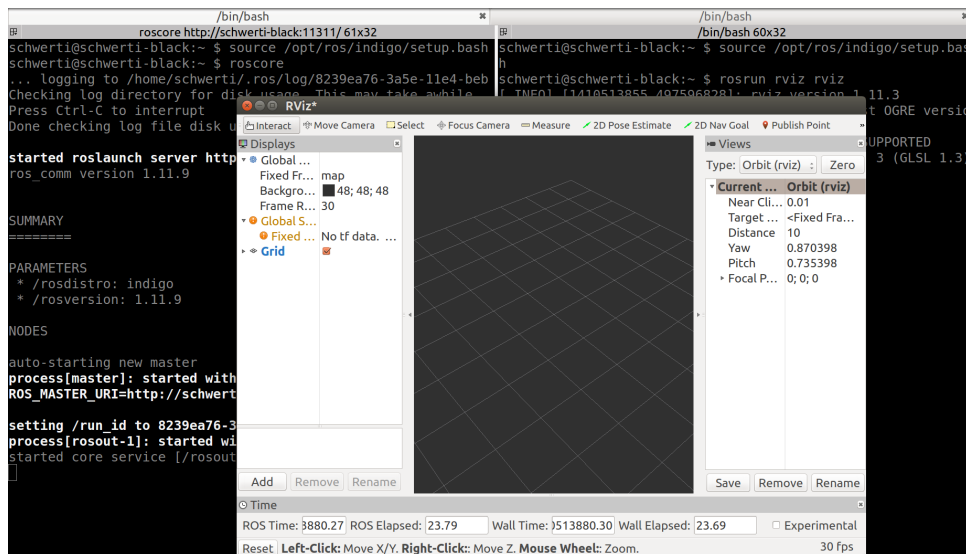 /bin/bash
/bin/bash
roscore http://schwerti-black:11311/ 61x32
/bin/bash 60x32
schwerti@schwerti-black:~ $ source /opt/ros/indigo/setup.bash
schwerti@schwerti-black:~ $ roscore
... logging to /home/schwerti/.ros/log/8239ea76-3a5e-11e4-beb
Checking log directory for disk usage. This may take awhile.
Press Ctrl-C to interrupt
Done checking log file disk u
started roslaunch server http
ros_comm version 1.11.9
SUMMARY
========
PARAMETERS
* /rosdistro: indigo
* /rosversion: 1.11.9
NODES
auto-starting new master
process[master]: started with
ROS_MASTER_URI=http://schwert
setting /run_id to 8239ea76-3
process[rosout-1]: started wi
started core service [/rosout
schwerti@schwerti-black:~ $ source /opt/ros/indigo/setup.bas
h
schwerti@schwerti-black:~ $ rosrun rviz rviz
[ INFO] [1410513855.497596828]: rviz version 1.11.3
t OGRE versio
UPPORTED
3 (GLSL 1.3)
RViz*
Interact Move Camera Select Focus Camera Measure 2D Pose Estimate 2D Nav Goal Publish Point »
Displays
Global ...
Fixed Fr... map
Backgro... 48; 48; 48
Frame R... 30
Global S...
Fixed ... No tf data. ...
Grid
Add Remove Rename
Views
Type: Orbit (rviz) Zero
Current ... Orbit (rviz)
Near Cli... 0.01
Target ... <Fixed Fra...
Distance 10
Yaw 0.870398
Pitch 0.735398
Focal P... 0; 0; 0
Save Remove Rename
Time
ROS Time: 3880.27 ROS Elapsed: 23.79 Wall Time: 0513880.30 Wall Elapsed: 23.69 Experimental
Reset Left-Click: Move X/Y. Right-Click:: Move Z. Mouse Wheel:: Zoom. 30 fps